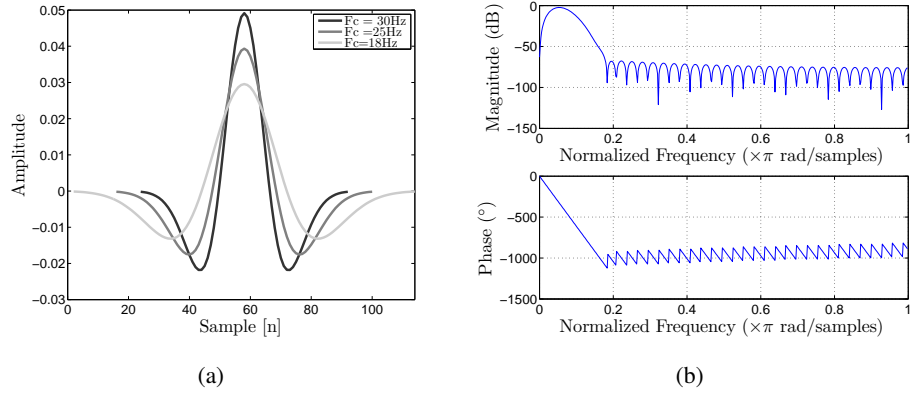 0.05
0.04
0.03
0.02
0.01
0
−0.01
−0.02
−0.03
Amplitude
Fc = 30Hz
Fc =25Hz
Fc=18Hz
0 20 40 60 80 100
Sample [n]
(a)
0
−50
−100
−150
Magnitude (dB)
0 0.2 0.4 0.6 0.8 1
Normalized Frequency (×π rad/samples)
0
−500
−1000
−1500
Phase (°)
0 0.2 0.4 0.6 0.8 1
Normalized Frequency (×π rad/samples)
(b)